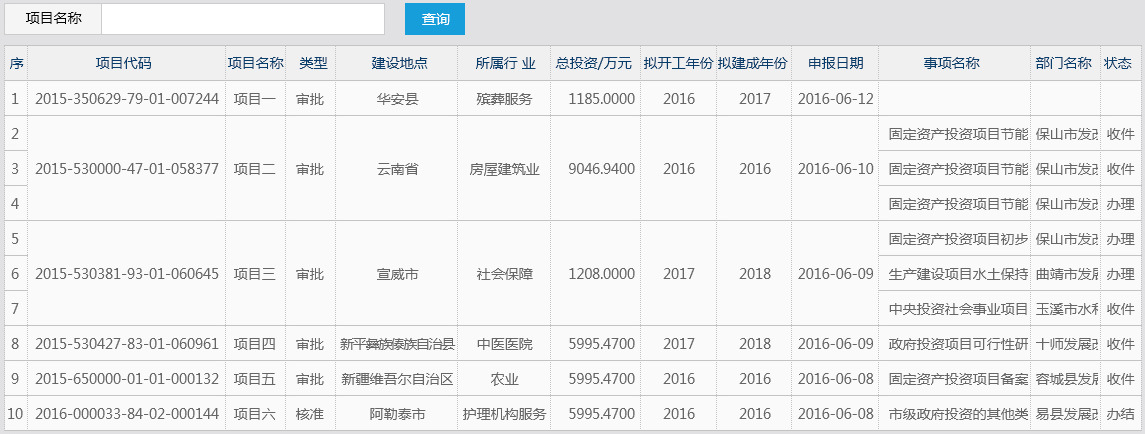 项目名称 查询
序 项目代码 项目名称 类型 建设地点 所属行 业 总投资/万元 拟开工年份 拟建成年份 申报日期 事项名称 部门名称 状态
1 2015-350629-79-01-007244 项目一 审批 华安县 殡葬服务 1185.0000 2016 2017 2016-06-12
2 固定资产投资项目节能 保山市发改 收件
3 2015-530000-47-01-058377 项目二 审批 云南省 房屋建筑业 9046.9400 2016 2016 2016-06-10 固定资产投资项目节能 保山市发改 收件
4 固定资产投资项目节能 保山市发改 办理
5 固定资产投资项目初步 保山市发改 办理
6 2015-530381-93-01-060645 项目三 审批 宣威市 社会保障 1208.0000 2017 2018 2016-06-09 生产建设项目水土保持 曲靖市发展 办理
7 中央投资社会事业项目 玉溪市水利 收件
8 2015-530427-83-01-060961 项目四 审批 新平彝族傣族自治县 中医医院 5995.4700 2017 2018 2016-06-09 政府投资项目可行性研 十师发展改 收件
9 2015-650000-01-01-000132 项目五 审批 新疆维吾尔自治区 农业 5995.4700 2016 2016 2016-06-08 固定资产投资项目备案 容城县发展 收件
10 2016-000033-84-02-000144 项目六 核准 阿勒泰市 护理机构服务 5995.4700 2016 2016 2016-06-08 市级政府投资的其他类 易县发展改 办结